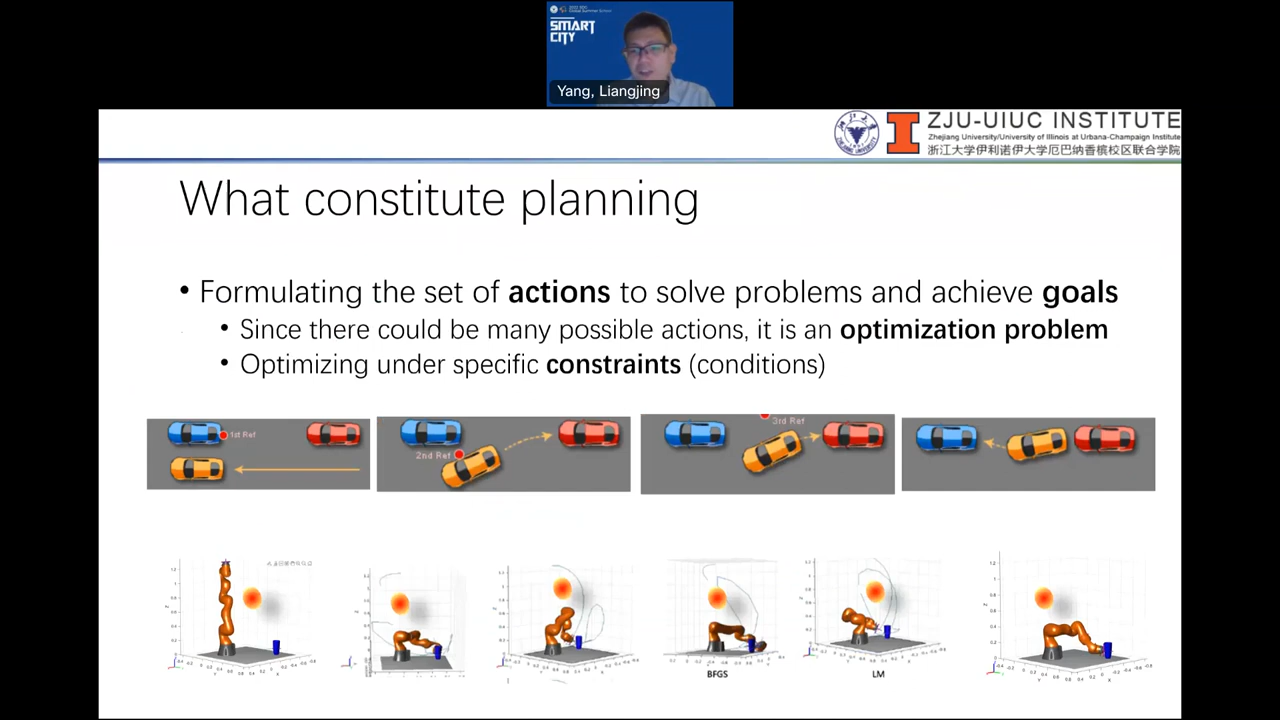 SMART
CITY
Yang, Liangjing
ZJU-UIUC INSTITUTE
Zhejiang University/University of Illinois at Urbana-Champaign Institute
浙江大学伊利诺伊大学厄巴纳香槟校区联合学院
What constitute planning
• Formulating the set of actions to solve problems and achieve goals
• Since there could be many possible actions, it is an optimization problem
• Optimizing under specific constraints (conditions)
1st Ref
2nd Ref
3rd Ref
BFGS
LM